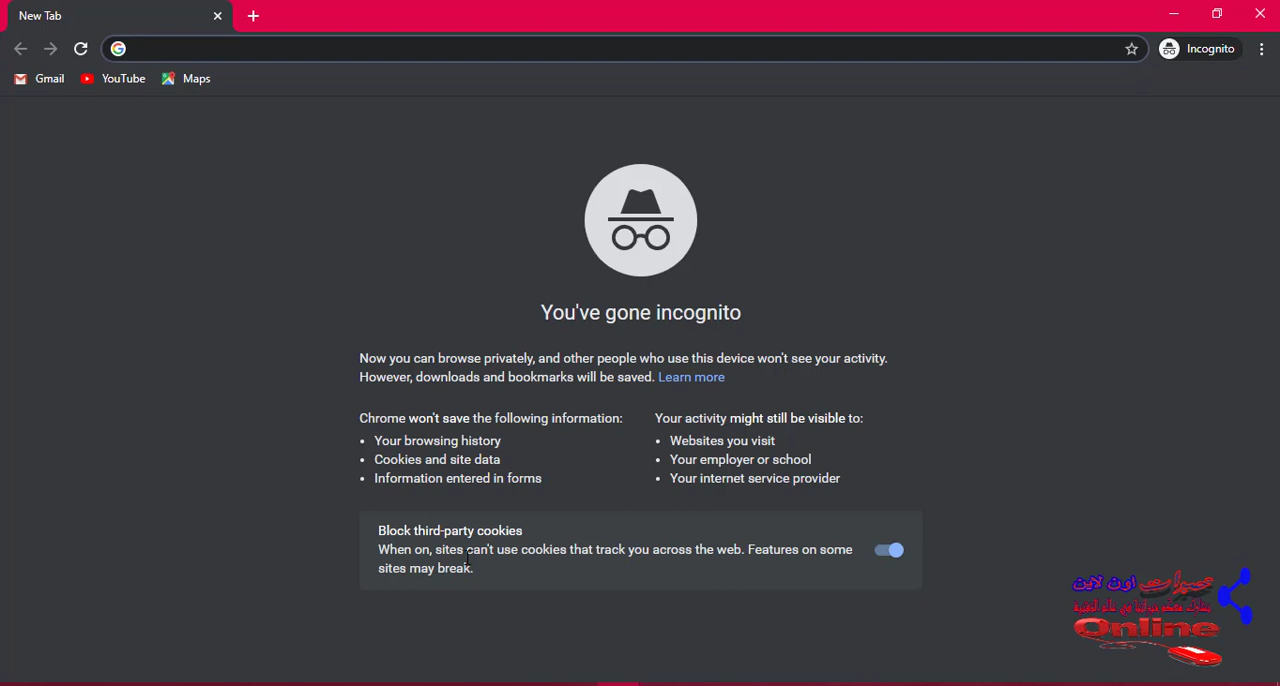 New Tab
Incognito
Gmail
YouTube
Maps
You've gone incognito
Now you can browse privately, and other people who use this device won't see your activity.
However, downloads and bookmarks will be saved. Learn more
Chrome won't save the following information:
Your browsing history
Cookies and site data
Information entered in forms
Your activity might still be visible to:
Websites you visit
Your employer or school
Your internet service provider
Block third-party cookies
When on, sites can't use cookies that track you across the web. Features on some
sites may break.
اون لاين
Online